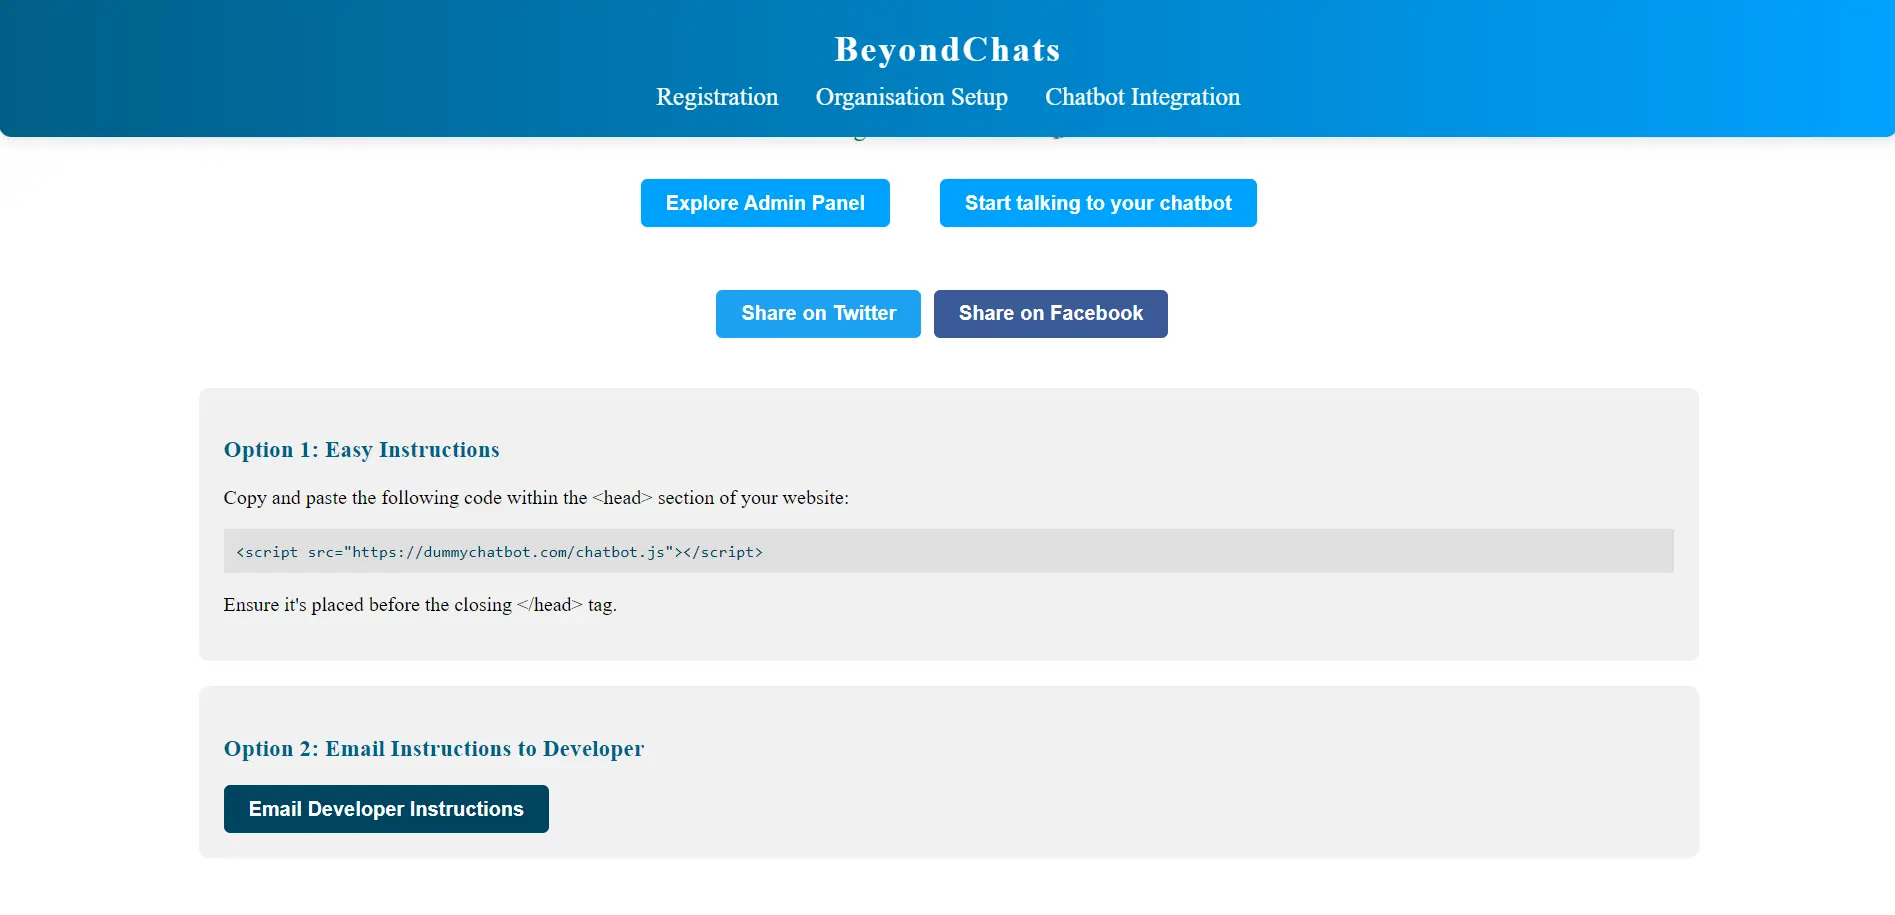 BeyondChats
Registration Organisation Setup Chatbot Integration
Explore Admin Panel Start talking to your chatbot
Share on Twitter Share on Facebook
Option 1: Easy Instructions
Copy and paste the following code within the <head> section of your website:
<script src="https://dummychatbot.com/chatbot.js"></script>
Ensure it's placed before the closing </head> tag.
Option 2: Email Instructions to Developer
Email Developer Instructions